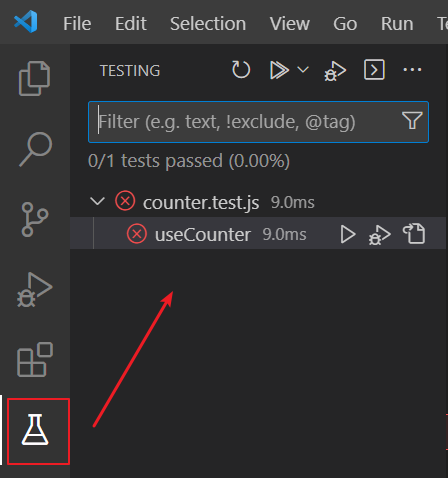 File Edit Selection View Go Run
TESTING
Filter (e.g. text, !exclude, @tag)
0/1 tests passed (0.00%)
counter.test.js 9.0ms
useCounter 9.0ms